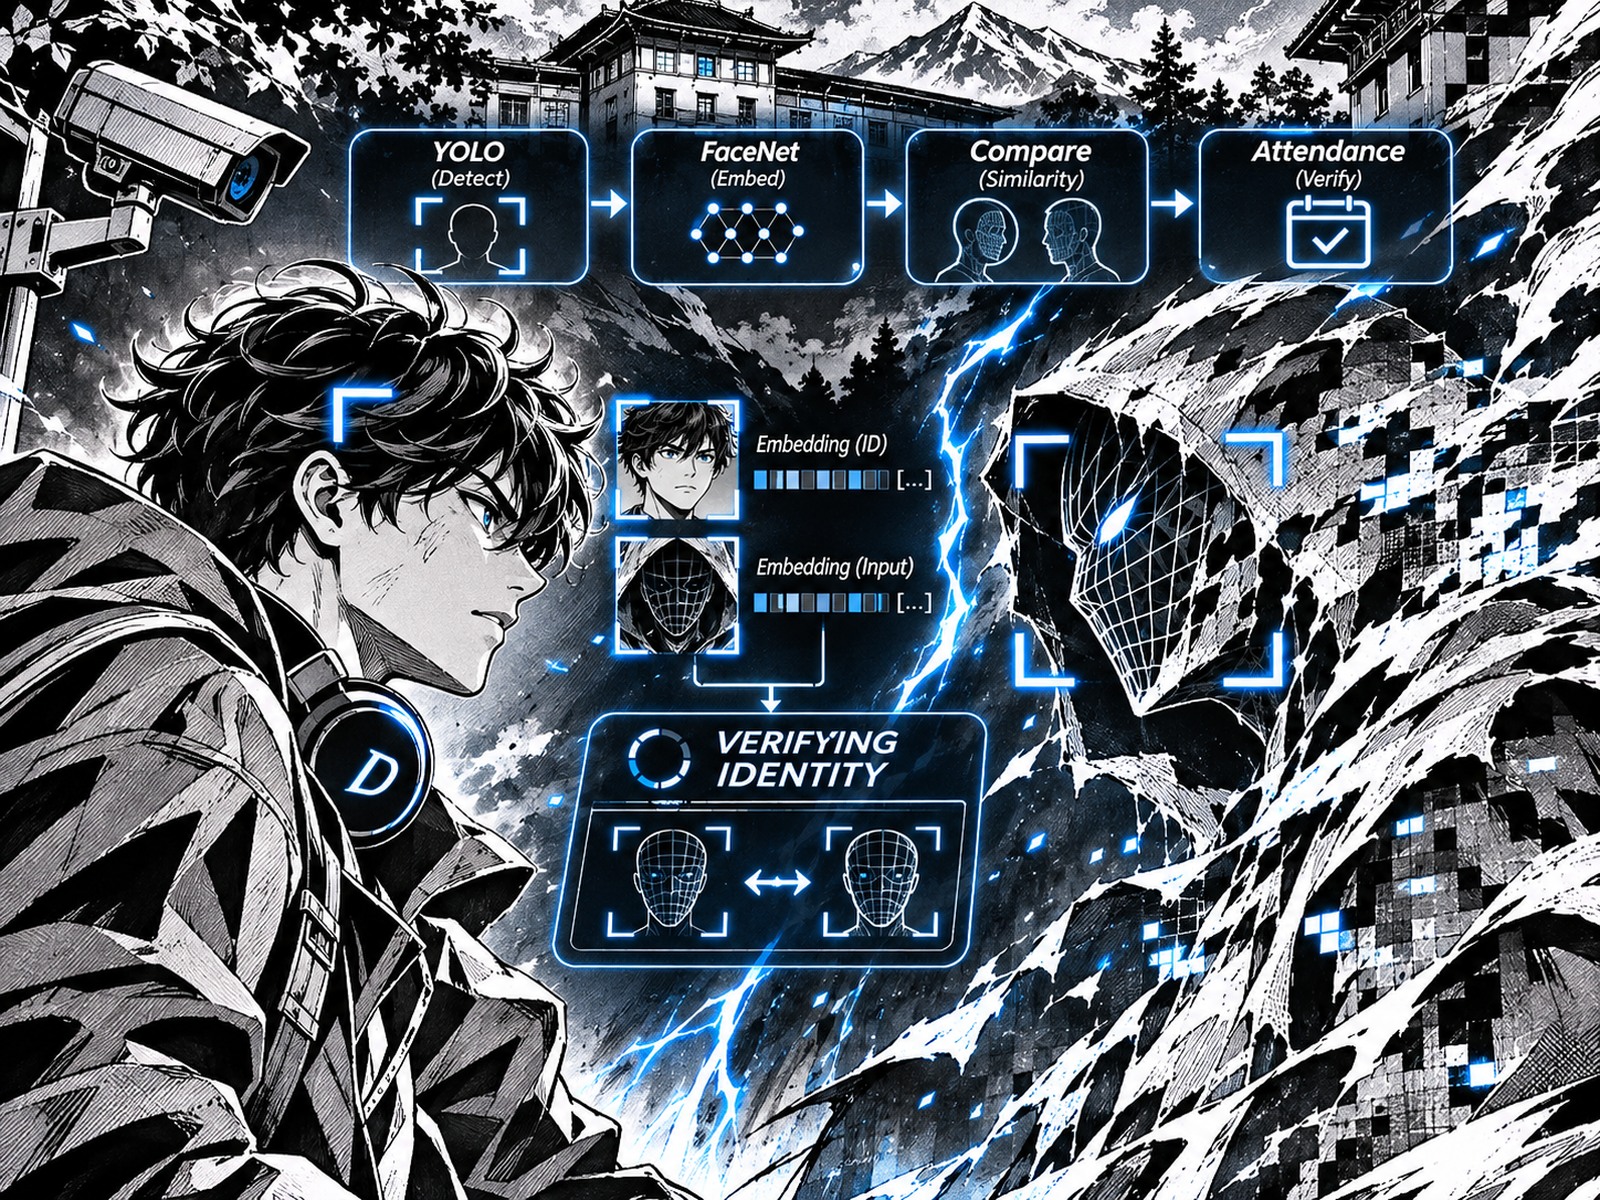 YOLO
(Detect)
FaceNet
(Embed)
Compare
(Similarity)
Attendance
(Verify)
Embedding (ID)
[...]
Embedding (Input)
[...]
VERIFYING
IDENTITY
D